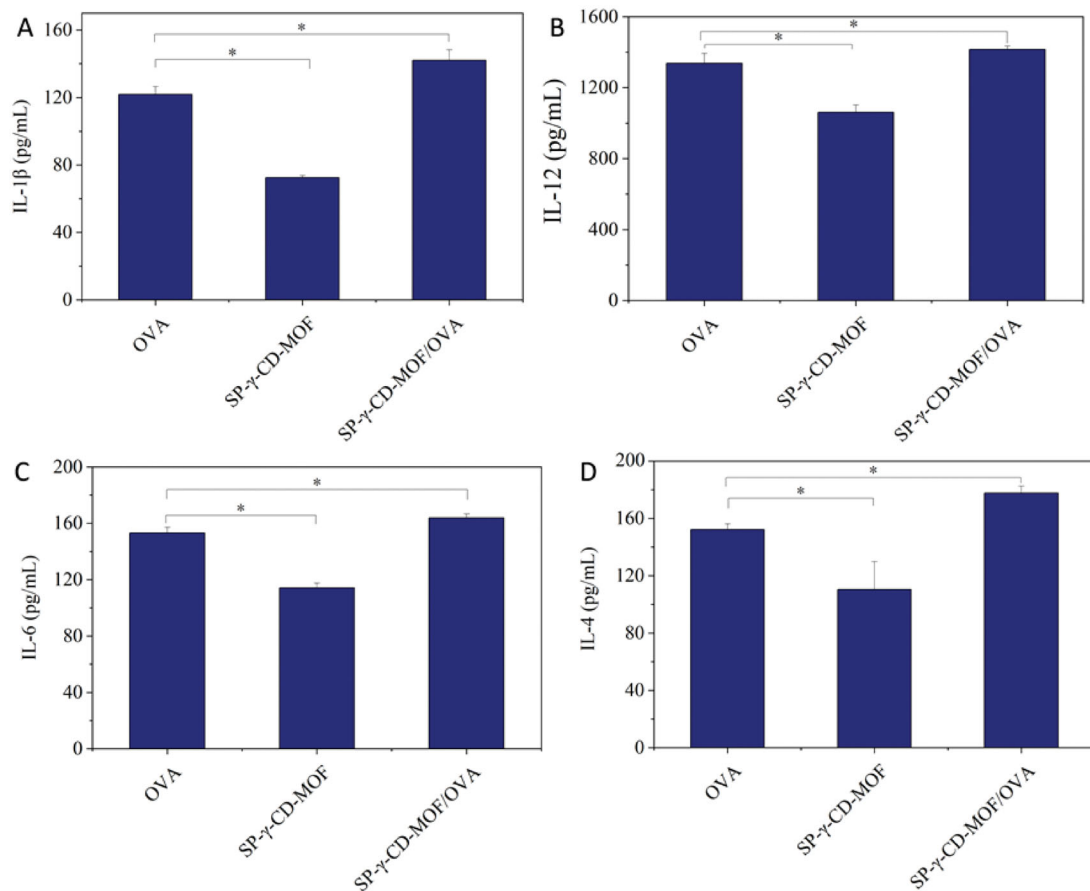 A
IL-1β (pg/mL)
160
120
80
40
0
*
*
OVA
SP-γ-CD-MOF
SP-γ-CD-MOF/OVA
B
IL-12 (pg/mL)
1600
1200
800
400
0
*
*
OVA
SP-γ-CD-MOF
SP-γ-CD-MOF/OVA
C
IL-6 (pg/mL)
200
160
120
80
40
0
*
*
OVA
SP-γ-CD-MOF
SP-γ-CD-MOF/OVA
D
IL-4 (pg/mL)
200
160
120
80
40
0
*
*
OVA
SP-γ-CD-MOF
SP-γ-CD-MOF/OVA